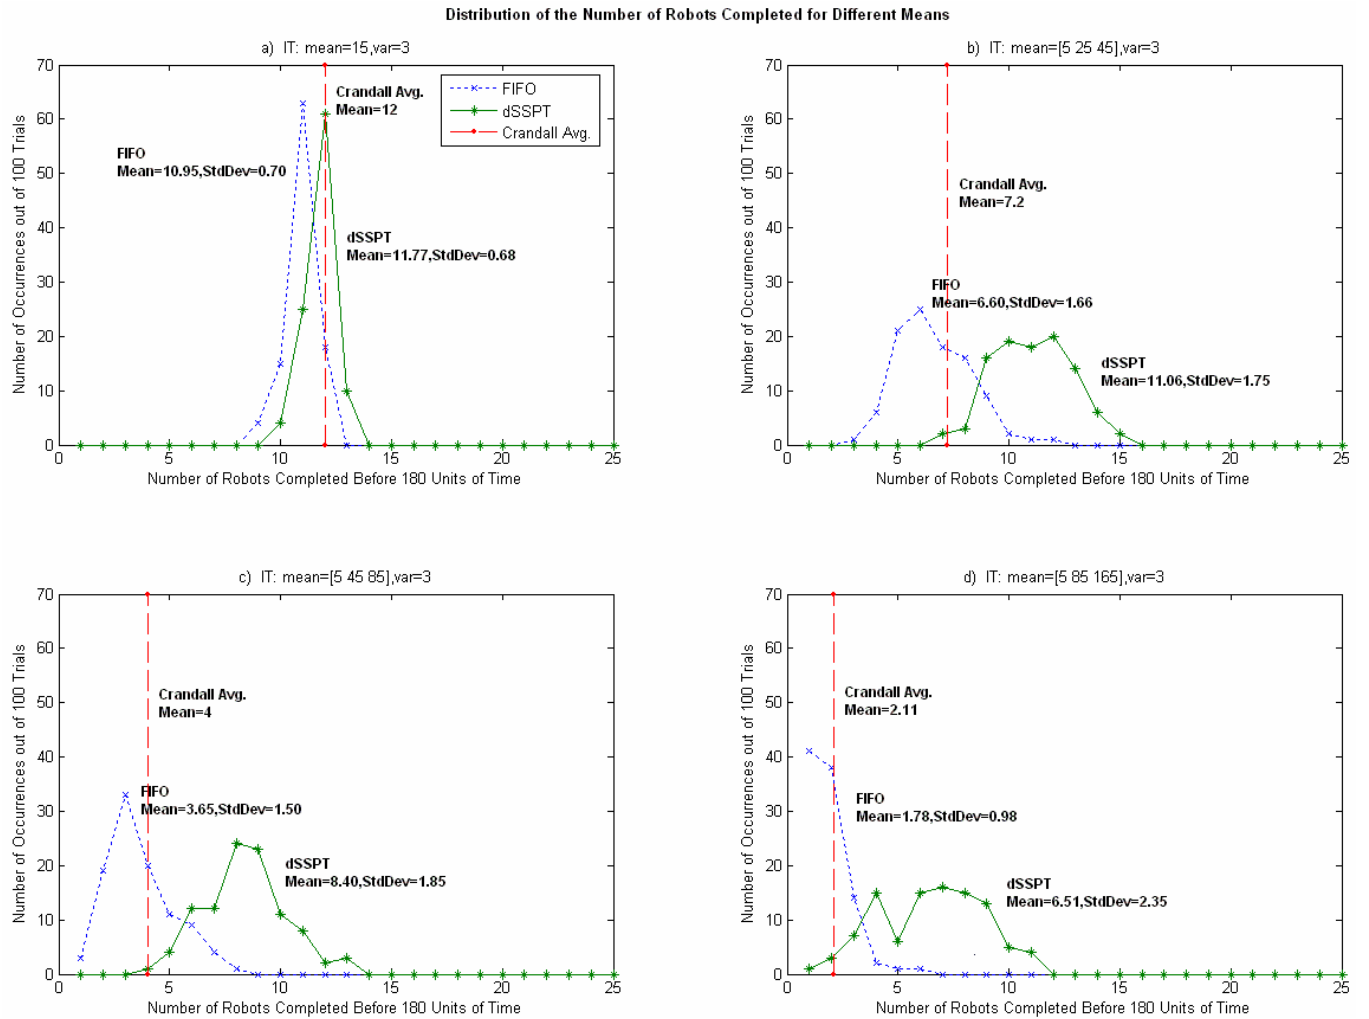 Distribution of the Number of Robots Completed for Different Means
a) IT: mean=15,var=3
70
60
50
40
30
20
10
0
Number of Occurrences out of 100 Trials
Crandall Avg.
Mean=12
FIFO
dSSPT
Crandall Avg.
FIFO
Mean=10.95,StdDev=0.70
dSSPT
Mean=11.77,StdDev=0.68
0 5 10 15 20 25
Number of Robots Completed Before 180 Units of Time
b) IT: mean=[5 25 45],var=3
70
60
50
40
30
20
10
0
Number of Occurrences out of 100 Trials
Crandall Avg.
Mean=7.2
FIFO
Mean=6.60,StdDev=1.66
dSSPT
Mean=11.06,StdDev=1.75
0 5 10 15 20 25
Number of Robots Completed Before 180 Units of Time
c) IT: mean=[5 45 85],var=3
70
60
50
40
30
20
10
0
Number of Occurrences out of 100 Trials
Crandall Avg.
Mean=4
FIFO
Mean=3.65,StdDev=1.50
dSSPT
Mean=8.40,StdDev=1.85
0 5 10 15 20 25
Number of Robots Completed Before 180 Units of Time
d) IT: mean=[5 85 165],var=3
70
60
50
40
30
20
10
0
Number of Occurrences out of 100 Trials
Crandall Avg.
Mean=2.11
FIFO
Mean=1.78,StdDev=0.98
dSSPT
Mean=6.51,StdDev=2.35
0 5 10 15 20 25
Number of Robots Completed Before 180 Units of Time